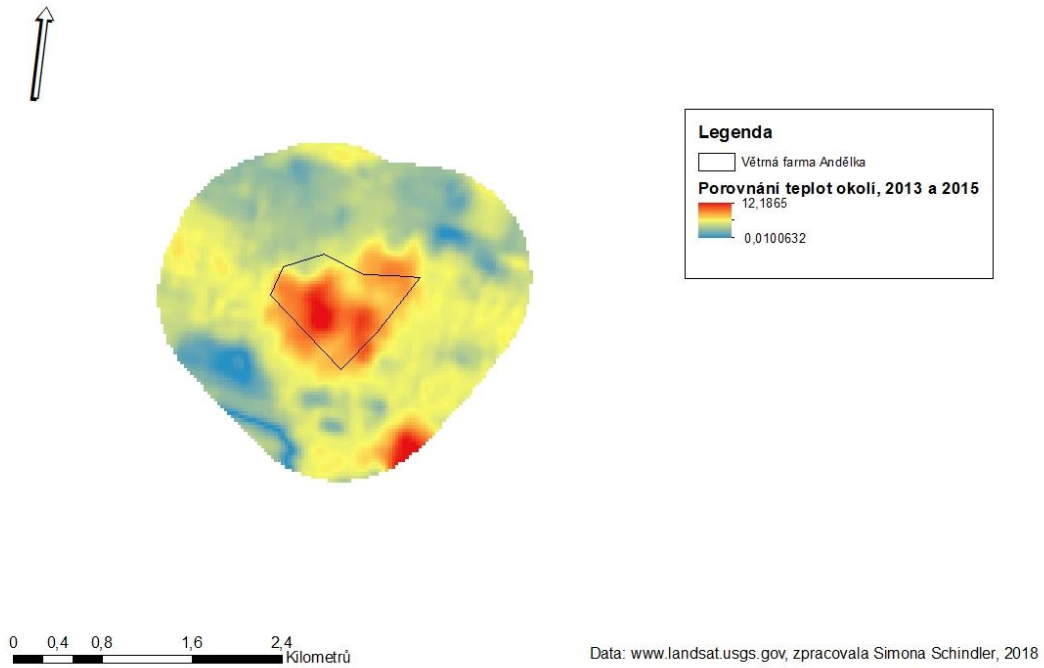 Legenda
Větrná farma Andělka
Porovnání teplot okolí, 2013 a 2015
12,1865
0,0100632
0 0,4 0,8 1,6 2,4
Kilometrů
Data: www.landsat.usgs.gov, zpracovala Simona Schindler, 2018